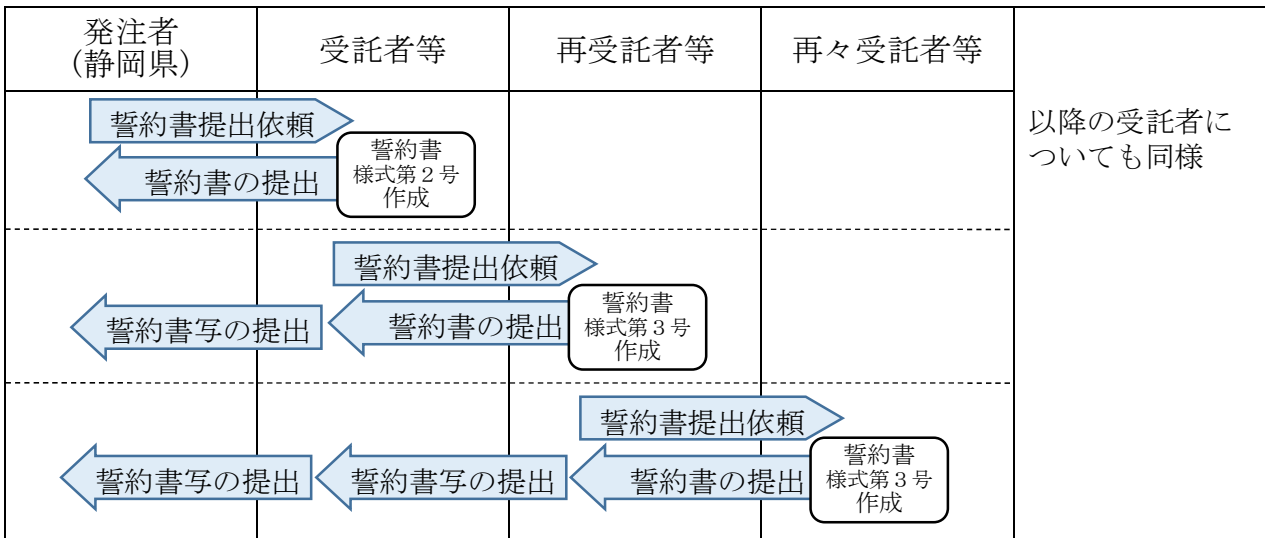 発注者
(静岡県)
受託者等
再受託者等
再々受託者等
以降の受託者に
ついても同様
誓約書提出依頼
誓約書の提出
誓約書
様式第２号
作成
誓約書提出依頼
誓約書写の提出
誓約書の提出
誓約書
様式第３号
作成
誓約書提出依頼
誓約書写の提出
誓約書写の提出
誓約書の提出
誓約書
様式第３号
作成